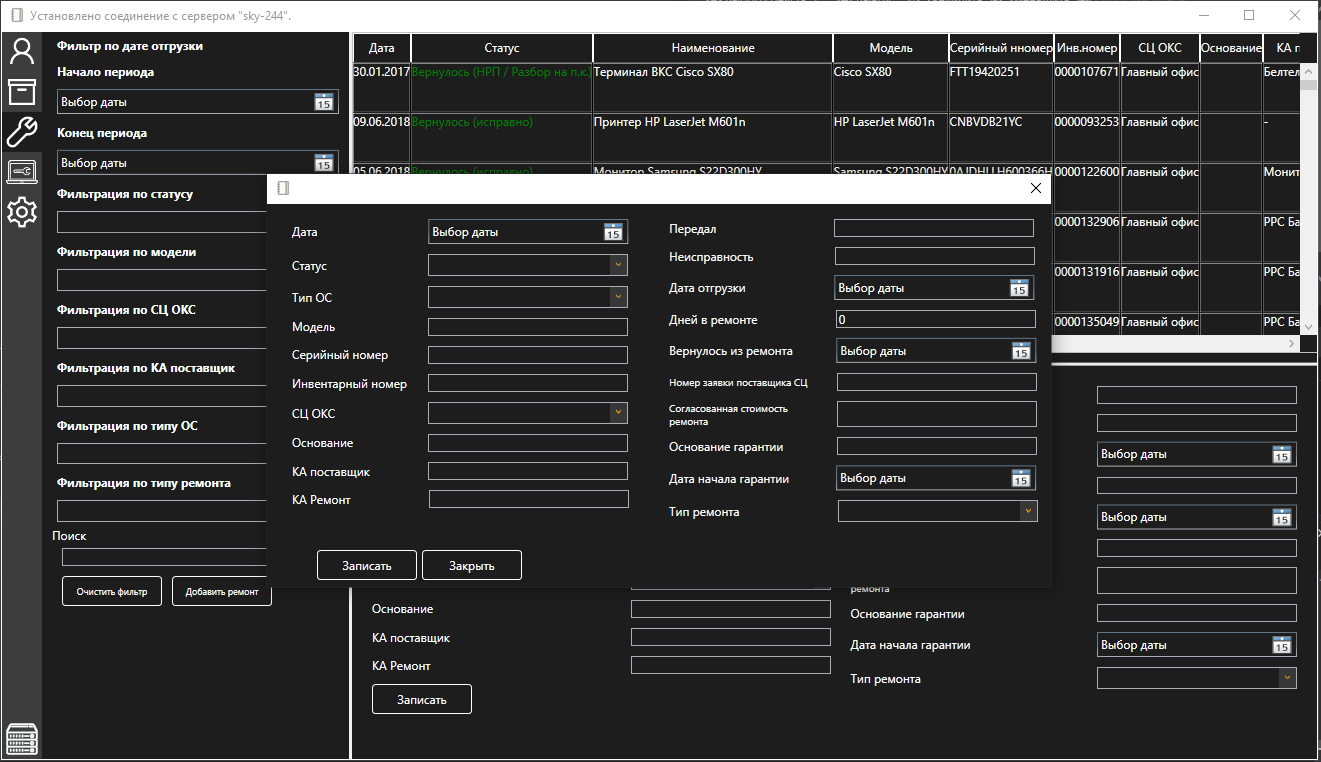 Установлено соединение с сервером "sky-244".
Фильтр по дате отгрузки
Начало периода
Выбор даты 15
Конец периода
Выбор даты 15
Фильтрация по статусу
Фильтрация по модели
Фильтрация по СЦ ОКС
Фильтрация по КА поставщик
Фильтрация по типу ОС
Фильтрация по типу ремонта
Поиск
Очистить фильтр Добавить ремонт
Дата Статус Наименование Модель Серийный нномер Инв.номер СЦ ОКС Основание КА п
30.01.2017 Вернулось (НРП / Разбор на п.к.) Терминал ВКС Cisco SX80 Cisco SX80 FTT19420251 0000107671 Главный офис Белтел
09.06.2018 Вернулось (исправно) Принтер HP LaserJet M601n HP LaserJet M601n CNBVDB21YC 0000093253 Главный офис -
05.06.2018 Вернулось (исправно) Монитор Samsung S22D300HY Samsung S22D300HY 0000122600 Главный офис Монит
0000132906 Главный офис РРС Ба
0000131916 Главный офис РРС Ба
0000135049 Главный офис РРС Ба
Дата Выбор даты 15
Статус
Тип ОС
Модель
Серийный номер
Инвентарный номер
СЦ ОКС
Основание
КА поставщик
КА Ремонт
Передал
Неисправность
Дата отгрузки Выбор даты 15
Дней в ремонте 0
Вернулось из ремонта Выбор даты 15
Номер заявки поставщика СЦ
Согласованная стоимость
ремонта
Основание гарантии
Дата начала гарантии Выбор даты 15
Тип ремонта
Записать Закрыть
Выбор даты 15
Выбор даты 15
ремонта
Основание
КА поставщик
КА Ремонт
Записать
Основание гарантии
Дата начала гарантии Выбор даты 15
Тип ремонта